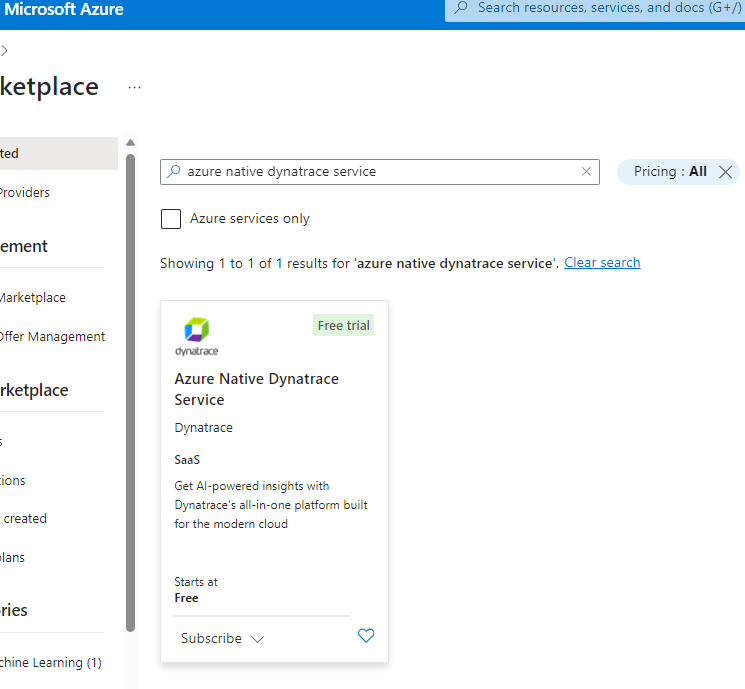 Microsoft Azure
Search resources, services, and docs (G+/)
ketplace
...
ted
Providers
ement
Marketplace
Offer Management
rketplace
s
ions
created
plans
ries
chine Learning (1)
azure native dynatrace service
Pricing : All
Azure services only
Showing 1 to 1 of 1 results for 'azure native dynatrace service'. Clear search
Free trial
dynatrace
Azure Native Dynatrace
Service
Dynatrace
SaaS
Get AI-powered insights with
Dynatrace's all-in-one platform built
for the modern cloud
Starts at
Free
Subscribe